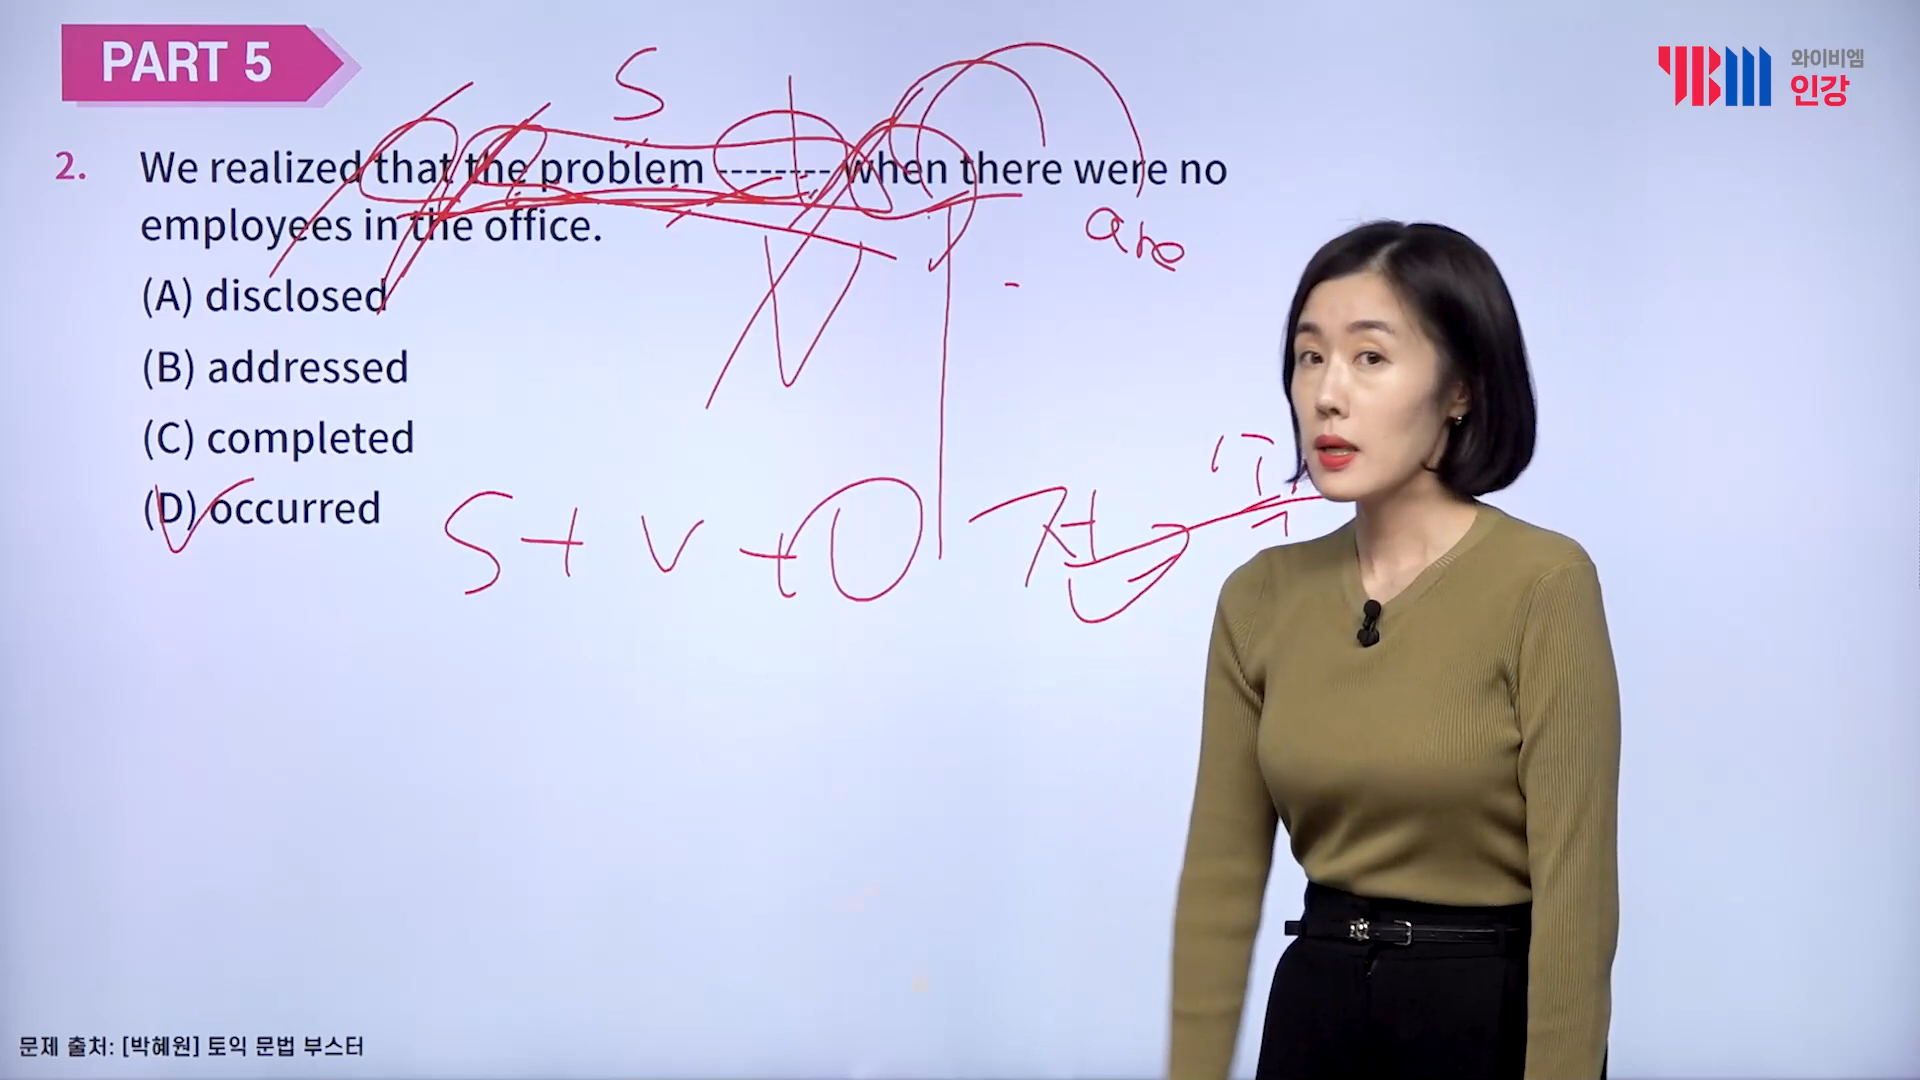 PART 5
YBM 와이비엠 인강
2. We realized that the problem -------- when there were no
employees in the office.
(A) disclosed
(B) addressed
(C) completed
(D) occurred
S
V
are
S + V + O
문제 출처: [박혜원] 토익 문법 부스터